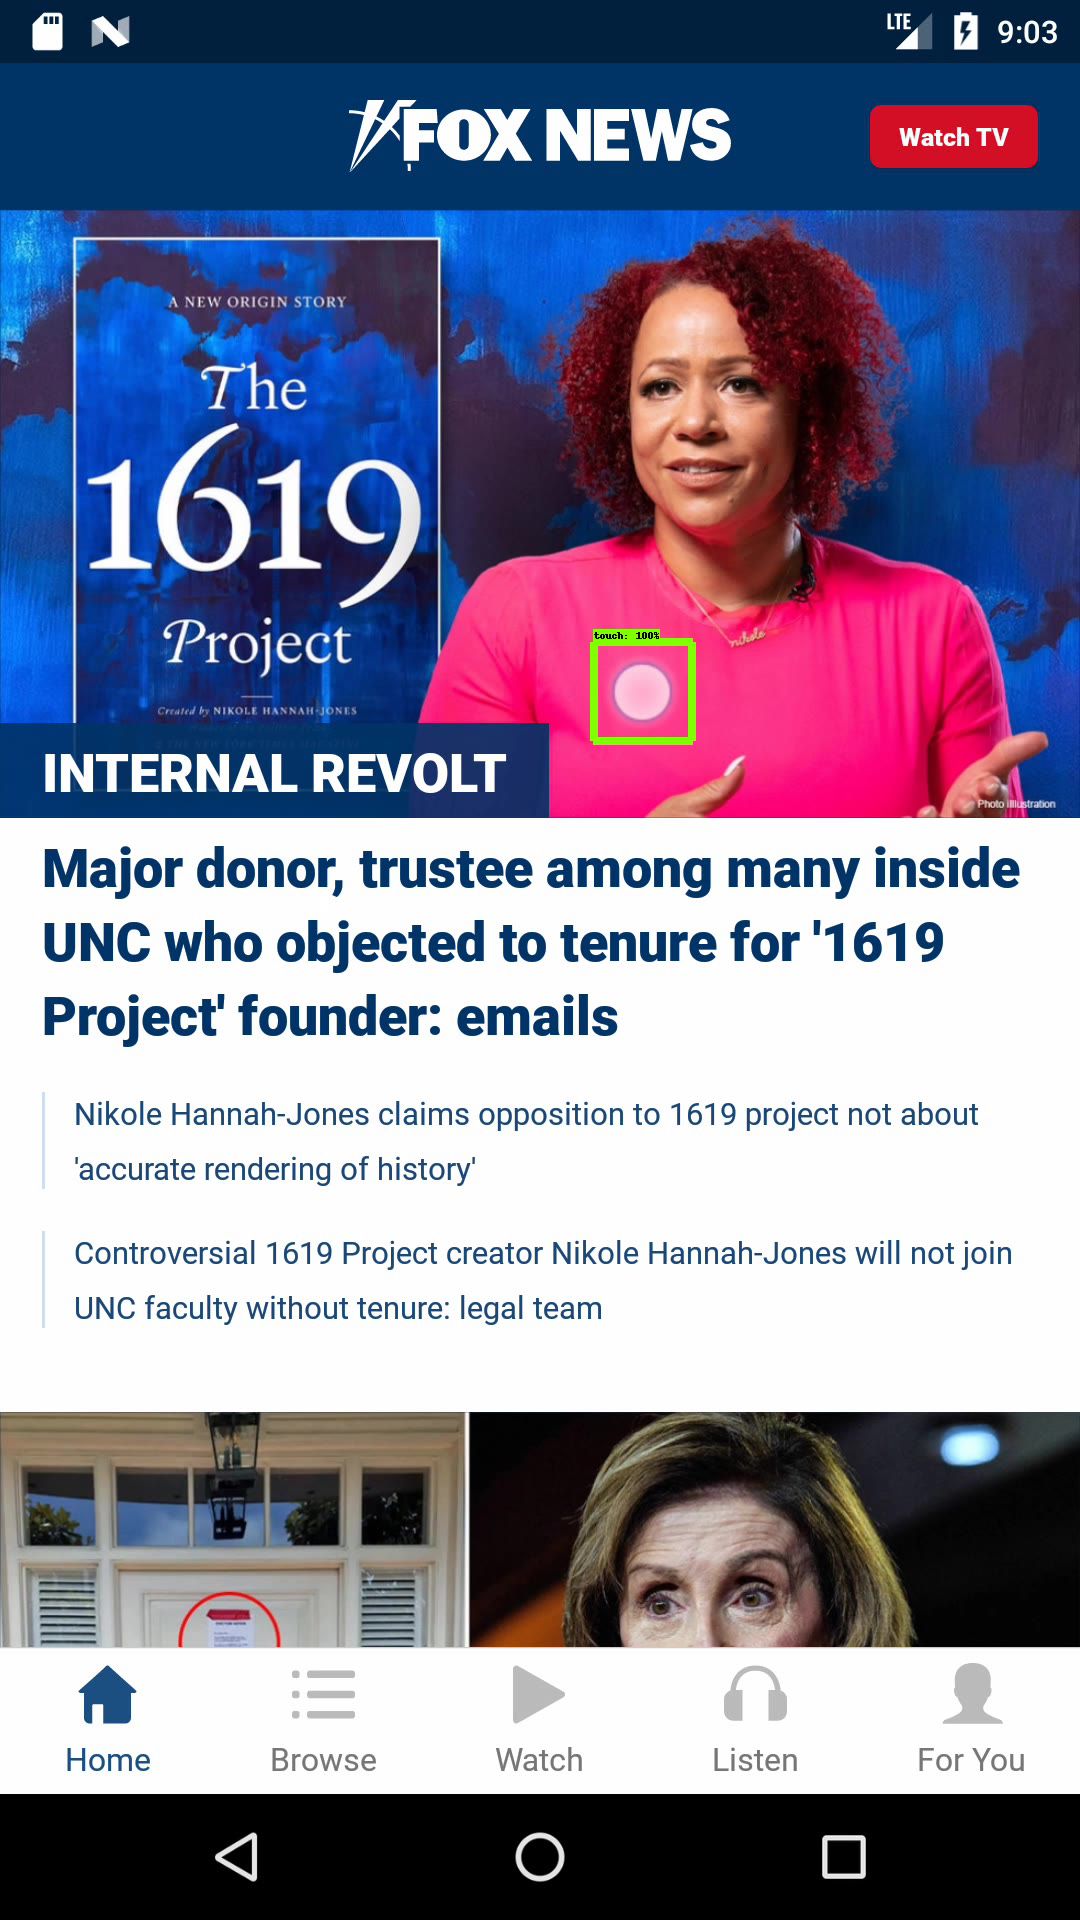 LTE 9:03
FOX NEWS
Watch TV
A NEW ORIGIN STORY
The
1619
Project
Created by NIKOLE HANNAH-JONES
nikole
touch: 100%
INTERNAL REVOLT
Photo illustration
Major donor, trustee among many inside
UNC who objected to tenure for '1619
Project' founder: emails
Nikole Hannah-Jones claims opposition to 1619 project not about
'accurate rendering of history'
Controversial 1619 Project creator Nikole Hannah-Jones will not join
UNC faculty without tenure: legal team
Home Browse Watch Listen For You